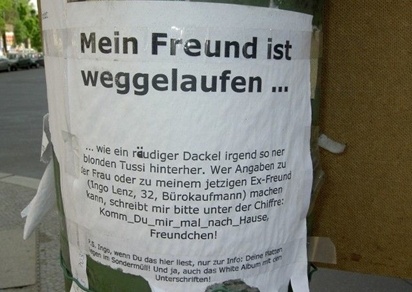 Mein Freund ist
weggelaufen ...
... wie ein räudiger Dackel irgend so ner
blonden Tussi hinterher. Wer Angaben zu
der Frau oder zu meinem jetzigen Ex-Freund
(Ingo Lenz, 32, Bürokaufmann) machen
kann, schreibt mir bitte unter der Chiffre:
Komm_Du_mir_mal_nach_Hause,
Freundchen!
P.S. Ingo, wenn Du das hier liest, nur zur Info: Deine Platten
liegen im Sondermüll! Und ja, auch das White Album mit den
Unterschriften!